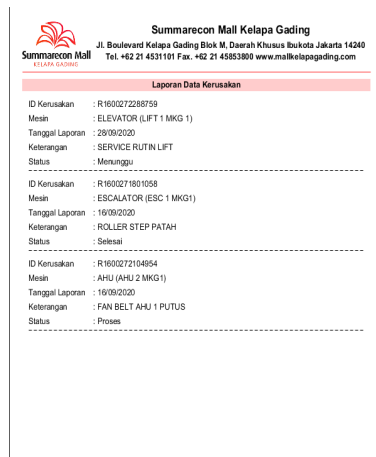 Summarecon Mall
KELAPA GADING
Summarecon Mall Kelapa Gading
Jl. Boulevard Kelapa Gading Blok M, Daerah Khusus Ibukota Jakarta 14240
Tel. +62 21 4531101 Fax. +62 21 45853800 www.mallkelapagading.com
Laporan Data Kerusakan
ID Kerusakan : R1600272288759
Mesin : ELEVATOR (LIFT 1 MKG 1)
Tanggal Laporan : 28/09/2020
Keterangan : SERVICE RUTIN LIFT
Status : Menunggu
ID Kerusakan : R1600271801058
Mesin : ESCALATOR (ESC 1 MKG1)
Tanggal Laporan : 16/09/2020
Keterangan : ROLLER STEP PATAH
Status : Selesai
ID Kerusakan : R1600272104954
Mesin : AHU (AHU 2 MKG1)
Tanggal Laporan : 16/09/2020
Keterangan : FAN BELT AHU 1 PUTUS
Status : Proses